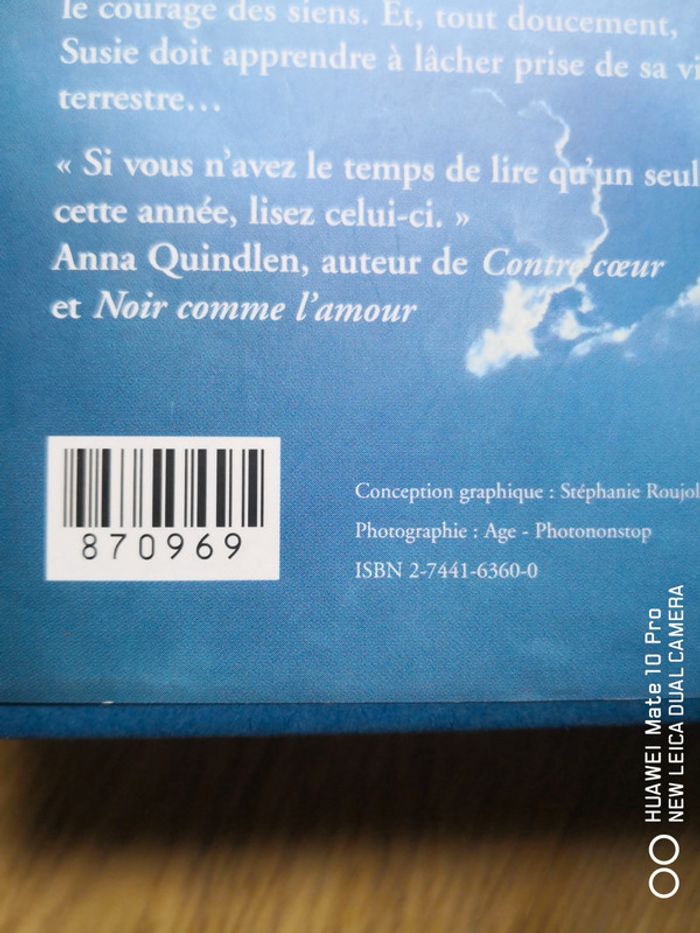 le courage des siens. Et, tout doucement,
Susie doit apprendre à lâcher prise de sa vi
terrestre…
« Si vous n'avez le temps de lire qu'un seul
cette année, lisez celui-ci. »
Anna Quindlen, auteur de Contre cœur
et Noir comme l'amour
870969
Conception graphique : Stéphanie Roujol
Photographie : Age - Photononstop
ISBN 2-7441-6360-0
HUAWEI Mate 10 Pro
NEW LEICA DUAL CAMERA